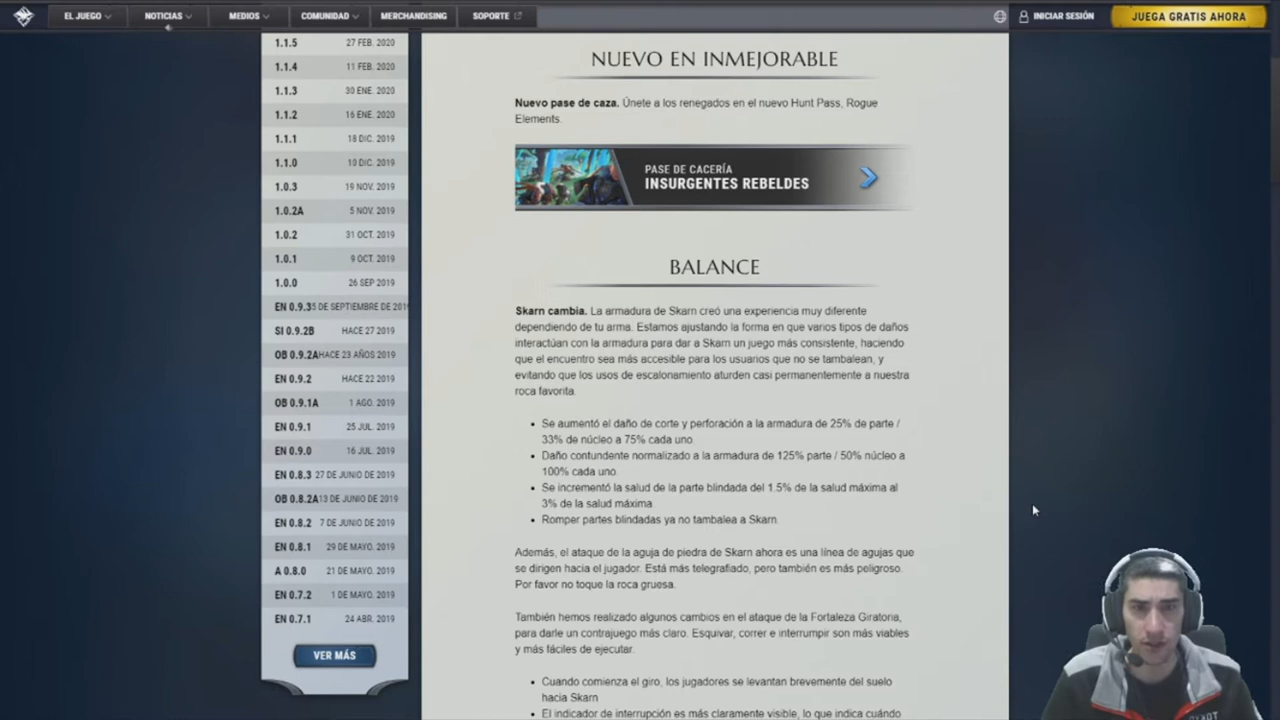 EL JUEGO
NOTICIAS
MEDIOS
COMUNIDAD
MERCHANDISING
SOPORTE
INICIAR SESIÓN
JUEGA GRATIS AHORA
1.1.5 27 FEB. 2020
1.1.4 11 FEB. 2020
1.1.3 30 ENE. 2020
1.1.2 16 ENE. 2020
1.1.1 18 DIC. 2019
1.1.0 10 DIC. 2019
1.0.3 19 NOV. 2019
1.0.2A 5 NOV. 2019
1.0.2 31 OCT. 2019
1.0.1 9 OCT. 2019
1.0.0 26 SEP 2019
EN 0.9.3 5 DE SEPTIEMBRE DE 201
SI 0.9.2B HACE 27 2019
OB 0.9.2A HACE 23 AÑOS 2019
EN 0.9.2 HACE 22 2019
OB 0.9.1A 1 AGO. 2019
EN 0.9.1 25 JUL. 2019
EN 0.9.0 16 JUL. 2019
EN 0.8.3 27 DE JUNIO DE 2019
OB 0.8.2A 13 DE JUNIO DE 2019
EN 0.8.2 7 DE JUNIO DE 2019
EN 0.8.1 29 DE MAYO. 2019
A 0.8.0 21 DE MAYO. 2019
EN 0.7.2 1 DE MAYO. 2019
EN 0.7.1 24 ABR. 2019
VER MÁS
NUEVO EN INMEJORABLE
Nuevo pase de caza. Únete a los renegados en el nuevo Hunt Pass, Rogue
Elements.
PASE DE CACERÍA
INSURGENTES REBELDES
BALANCE
Skarn cambia. La armadura de Skarn creó una experiencia muy diferente
dependiendo de tu arma. Estamos ajustando la forma en que varios tipos de daños
interactúan con la armadura para dar a Skarn un juego más consistente, haciendo
que el encuentro sea más accesible para los usuarios que no se tambalean, y
evitando que los usos de escalonamiento aturden casi permanentemente a nuestra
roca favorita.
• Se aumentó el daño de corte y perforación a la armadura de 25% de parte /
33% de núcleo a 75% cada uno.
• Daño contundente normalizado a la armadura de 125% parte / 50% núcleo a
100% cada uno.
• Se incrementó la salud de la parte blindada del 1.5% de la salud máxima al
3% de la salud máxima.
• Romper partes blindadas ya no tambalea a Skarn.
Además, el ataque de la aguja de piedra de Skarn ahora es una línea de agujas que
se dirigen hacia el jugador. Está más telegrafiado, pero también es más peligroso.
Por favor no toque la roca gruesa.
También hemos realizado algunos cambios en el ataque de la Fortaleza Giratoria,
para darle un contrajuego más claro. Esquivar, correr e interrumpir son más viables
y más fáciles de ejecutar.
• Cuando comienza el giro, los jugadores se levantan brevemente del suelo
hacia Skarn
• El indicador de interrupción es más claramente visible, lo que indica cuándo